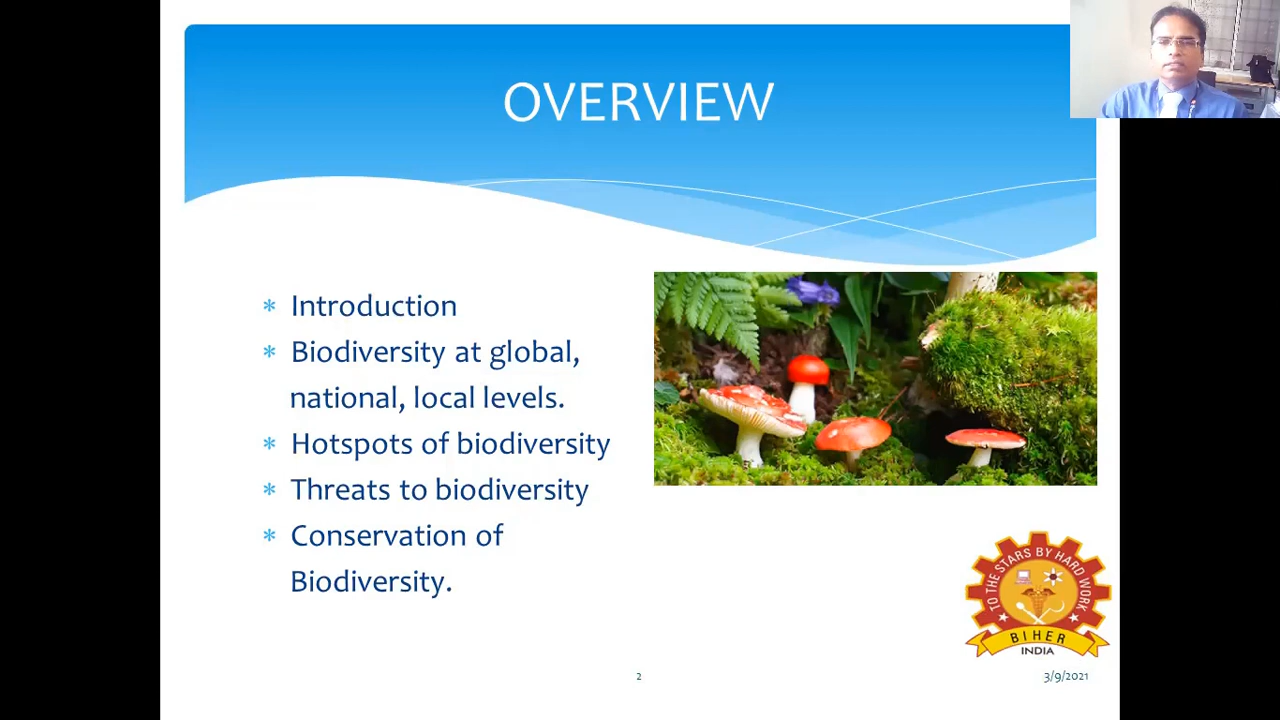 OVERVIEW
* Introduction
* Biodiversity at global,
national, local levels.
* Hotspots of biodiversity
* Threats to biodiversity
* Conservation of
Biodiversity.
TO THE STARS BY HARD WORK
BIHER
INDIA
2
3/9/2021